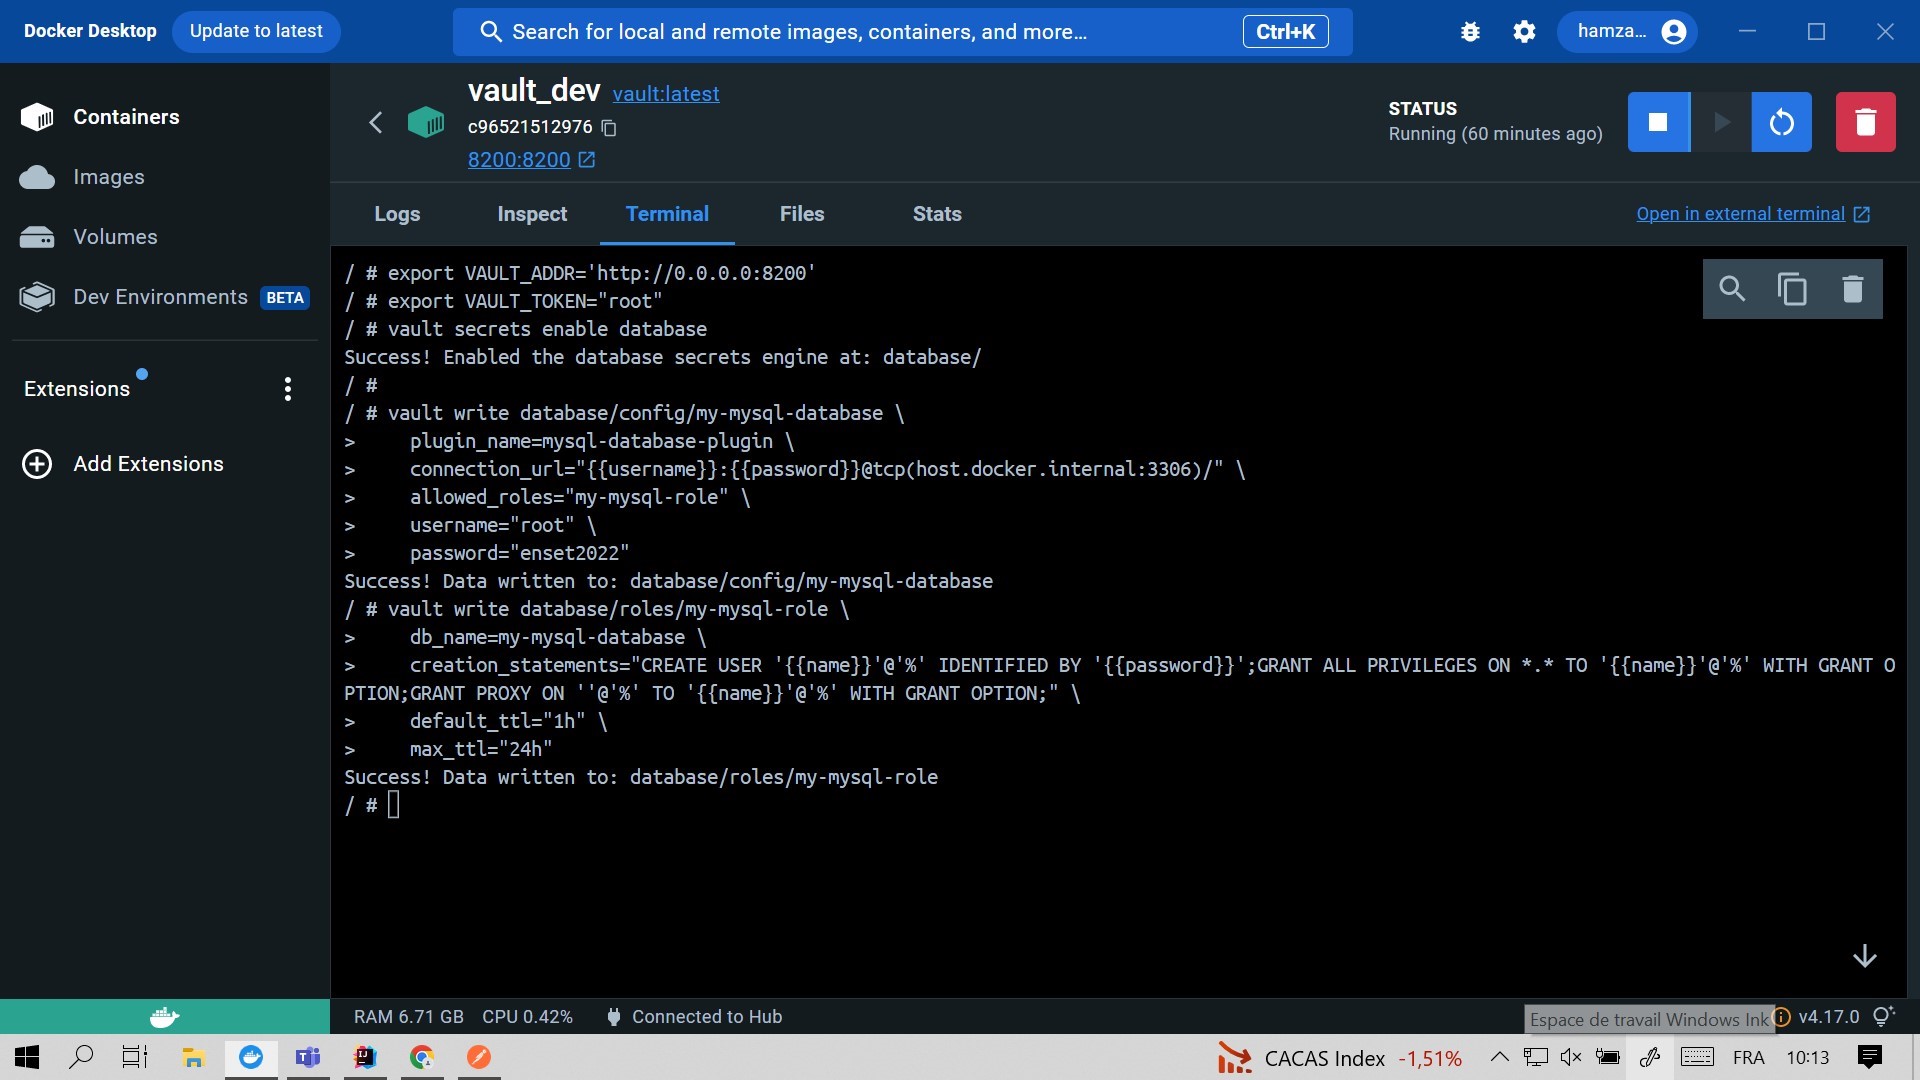 Docker Desktop
Update to latest
Search for local and remote images, containers, and more...
Ctrl+K
hamza...
Containers
Images
Volumes
Dev Environments BETA
Extensions
Add Extensions
vault_dev vault:latest
c96521512976
8200:8200
STATUS
Running (60 minutes ago)
Logs
Inspect
Terminal
Files
Stats
Open in external terminal
/ # export VAULT_ADDR='http://0.0.0.0:8200'
/ # export VAULT_TOKEN="root"
/ # vault secrets enable database
Success! Enabled the database secrets engine at: database/
/ #
/ # vault write database/config/my-mysql-database \
>     plugin_name=mysql-database-plugin \
>     connection_url="{{username}}:{{password}}@tcp(host.docker.internal:3306)/" \
>     allowed_roles="my-mysql-role" \
>     username="root" \
>     password="enset2022"
Success! Data written to: database/config/my-mysql-database
/ # vault write database/roles/my-mysql-role \
>     db_name=my-mysql-database \
>     creation_statements="CREATE USER '{{name}}'@'%' IDENTIFIED BY '{{password}}';GRANT ALL PRIVILEGES ON *.* TO '{{name}}'@'%' WITH GRANT O
PTION;GRANT PROXY ON ''@'%' TO '{{name}}'@'%' WITH GRANT OPTION;" \
>     default_ttl="1h" \
>     max_ttl="24h"
Success! Data written to: database/roles/my-mysql-role
/ #
RAM 6.71 GB CPU 0.42% Connected to Hub
Espace de travail Windows Ink
v4.17.0
CACAS Index -1,51%
FRA
10:13